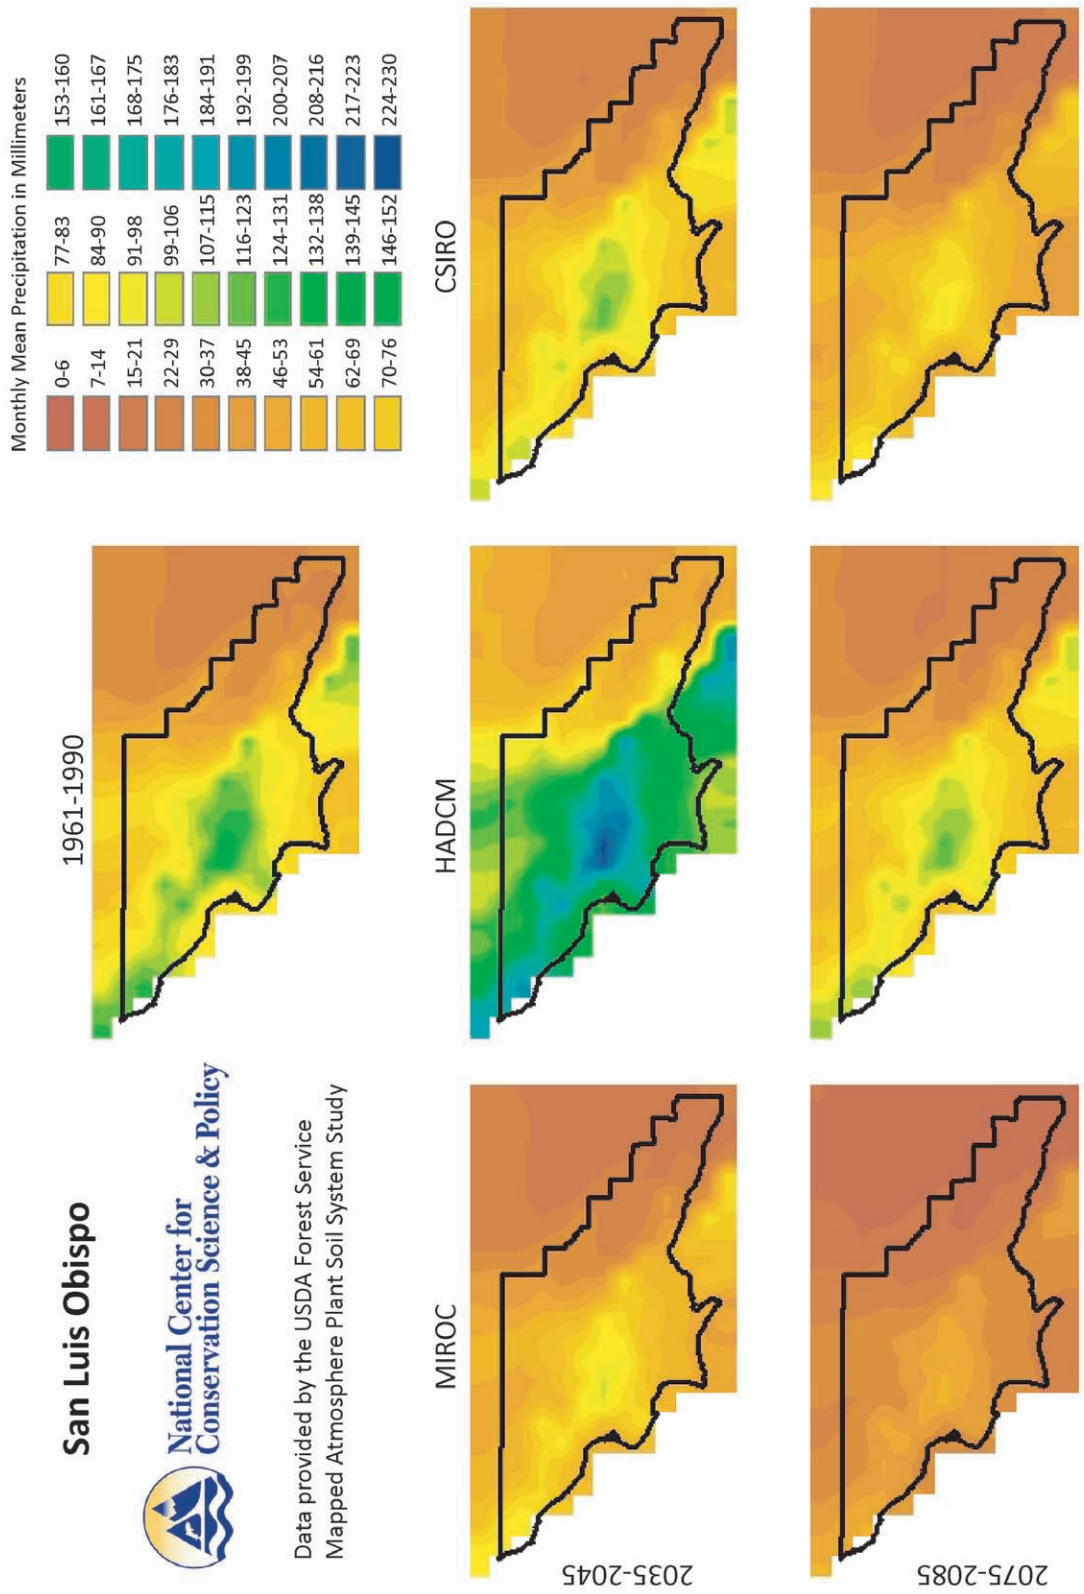 San Luis Obispo
National Center for
Conservation Science & Policy
Data provided by the USDA Forest Service
Mapped Atmosphere Plant Soil System Study
1961-1990
Monthly Mean Precipitation in Millimeters
0-6 77-83 153-160
7-14 84-90 161-167
15-21 91-98 168-175
22-29 99-106 176-183
30-37 107-115 184-191
38-45 116-123 192-199
46-53 124-131 200-207
54-61 132-138 208-216
62-69 139-145 217-223
70-76 146-152 224-230
MIROC HADCM CSIRO
2035-2045
2075-2085